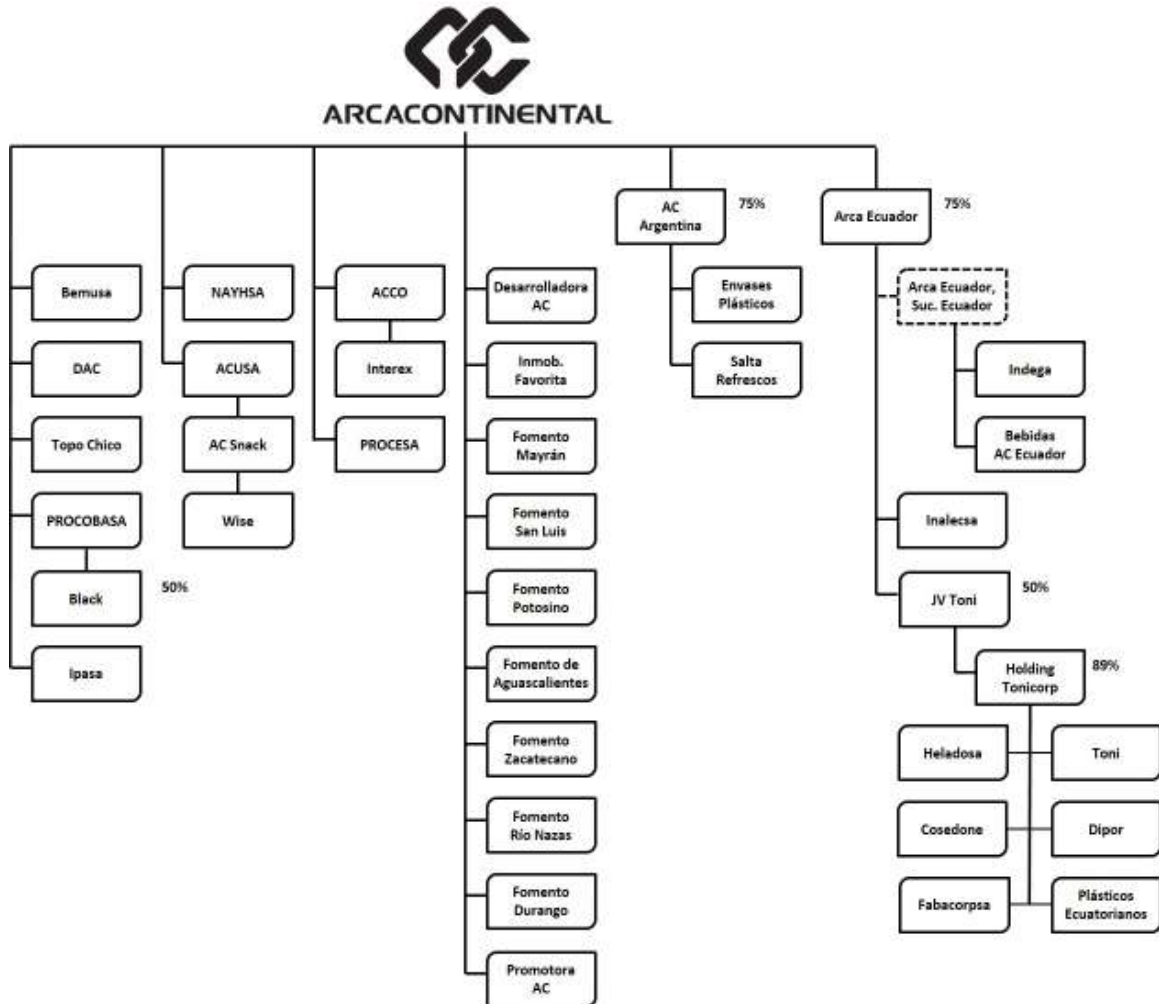 ARCACONTINENTAL
AC
Argentina
75%
Arca Ecuador
75%
Bemusa
NAYHSA
ACCO
Desarrolladora
AC
Envases
Plásticos
Arca Ecuador,
Suc. Ecuador
DAC
ACUSA
Interex
Inmob.
Favorita
Salta
Refrescos
Indega
Topo Chico
AC Snack
PROCESA
Fomento
Mayrán
Bebidas
AC Ecuador
PROCOBASA
Wise
Fomento
San Luis
Inalecsa
Black
50%
Fomento
Potosino
JV Toni
50%
Ipasa
Fomento de
Aguascalientes
Holding
Tonicorp
89%
Fomento
Zacatecano
Heladosa
Toni
Fomento
Río Nazas
Cosedone
Dipor
Fomento
Durango
Fabacorpsa
Plásticos
Ecuatorianos
Promotora
AC